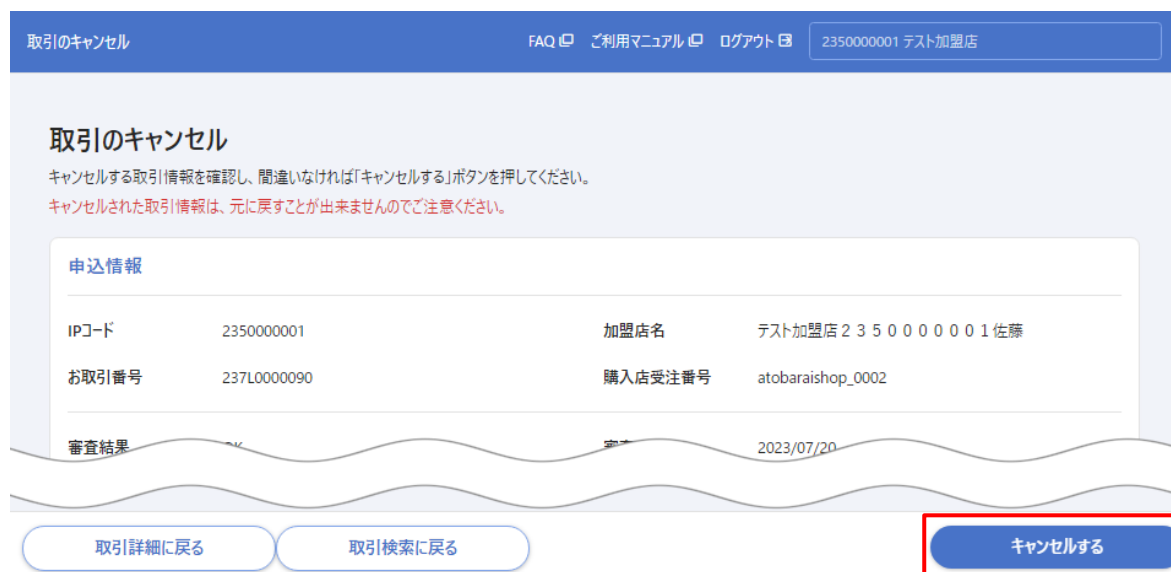 取引のキャンセル FAQ ご利用マニュアル ログアウト 2350000001 テスト加盟店
取引のキャンセル
キャンセルする取引情報を確認し、間違いなければ「キャンセルする」ボタンを押してください。
キャンセルされた取引情報は、元に戻すことが出来ませんのでご注意ください。
申込情報
IPコード 2350000001 加盟店名 テスト加盟店２３５０００００００１佐藤
お取引番号 237L0000090 購入店受注番号 atobaraishop_0002
審査結果 2023/07/20
取引詳細に戻る 取引検索に戻る キャンセルする